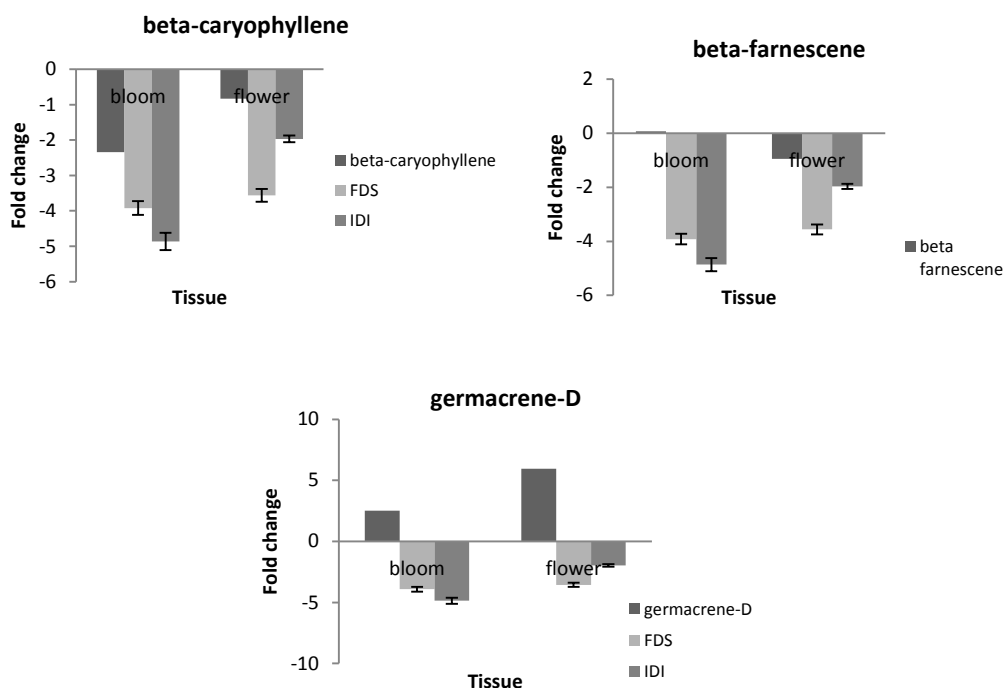 beta-caryophyllene
0
-1
-2
-3
-4
-5
-6
Fold change
bloom
flower
Tissue
beta-caryophyllene
FDS
IDI
beta-farnescene
2
0
-2
-4
-6
Fold change
bloom
flower
Tissue
beta
farnescene
germacrene-D
10
5
0
-5
-10
Fold change
bloom
flower
Tissue
germacrene-D
FDS
IDI